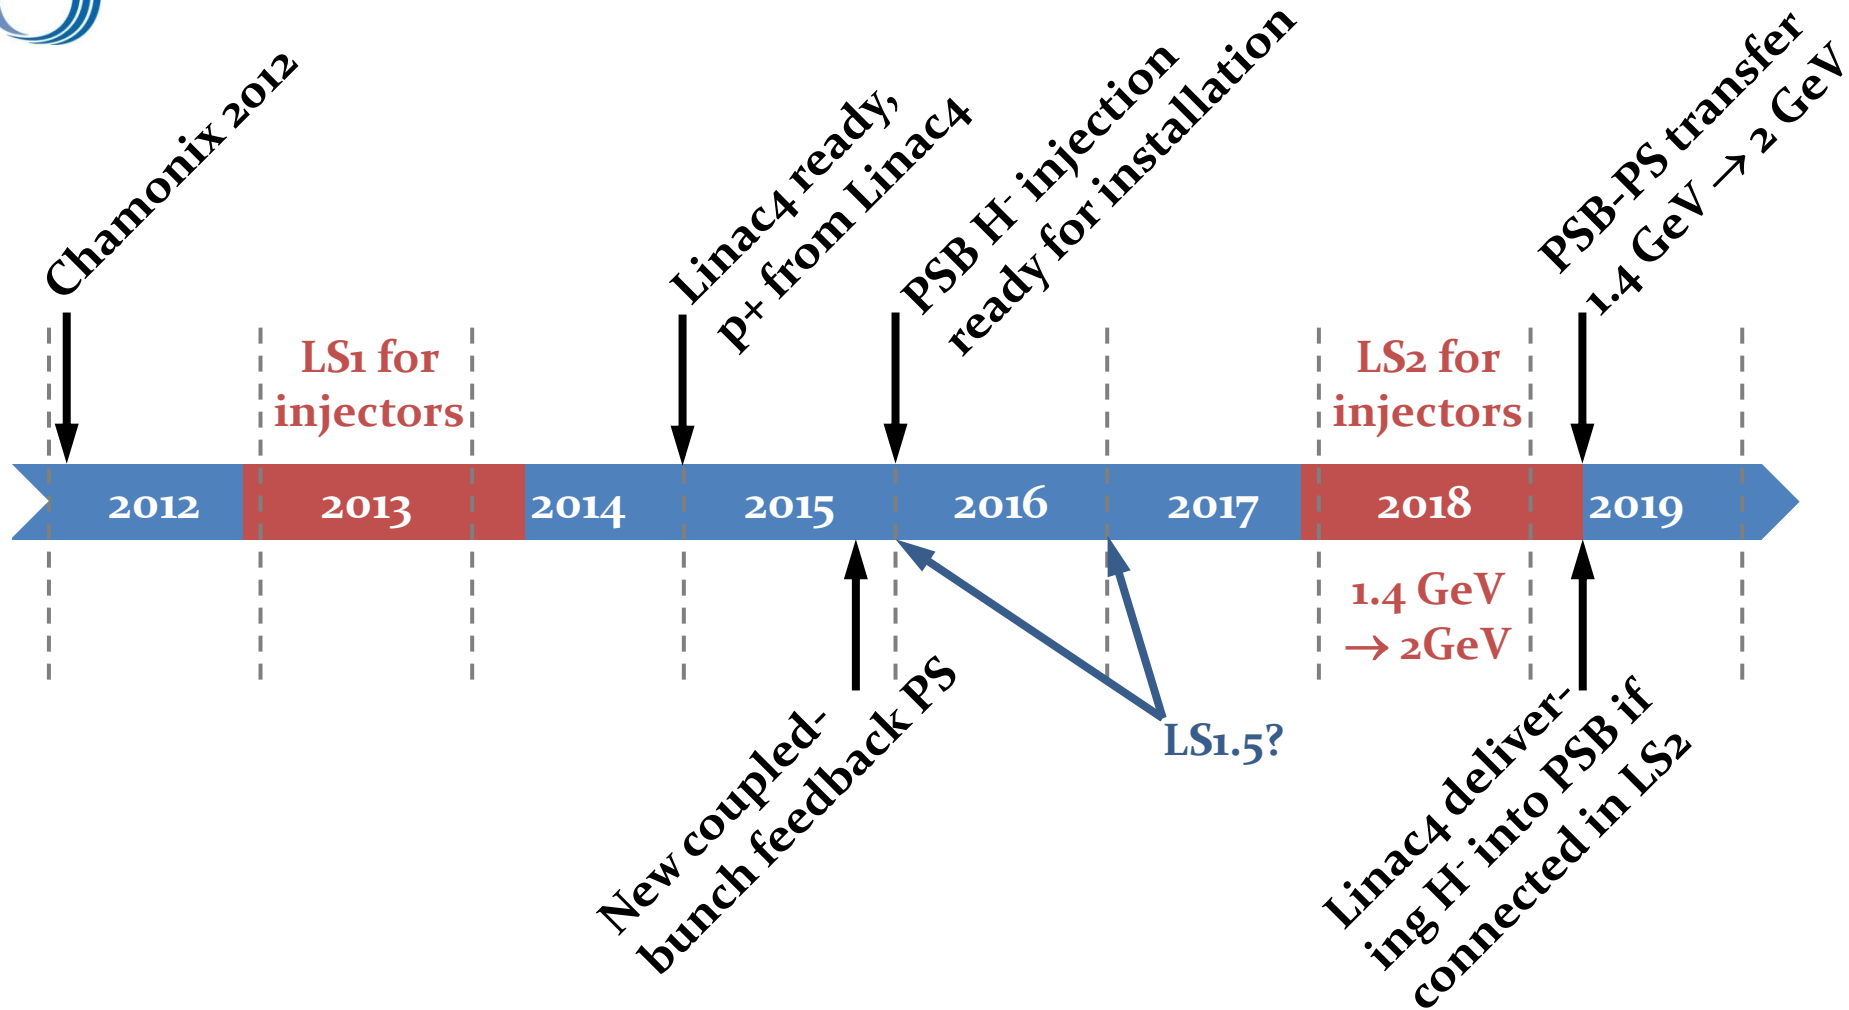 Chamonix 2012
Linac4 ready,
p+ from Linac4
PSB H- injection
ready for installation
PSB-PS transfer
1.4 GeV → 2 GeV
LS1 for
injectors
LS2 for
injectors
2012
2013
2014
2015
2016
2017
2018
2019
1.4 GeV
→ 2GeV
New coupled-
bunch feedback PS
LS1.5?
Linac4 deliver-
ing H- into PSB if
connected in LS2